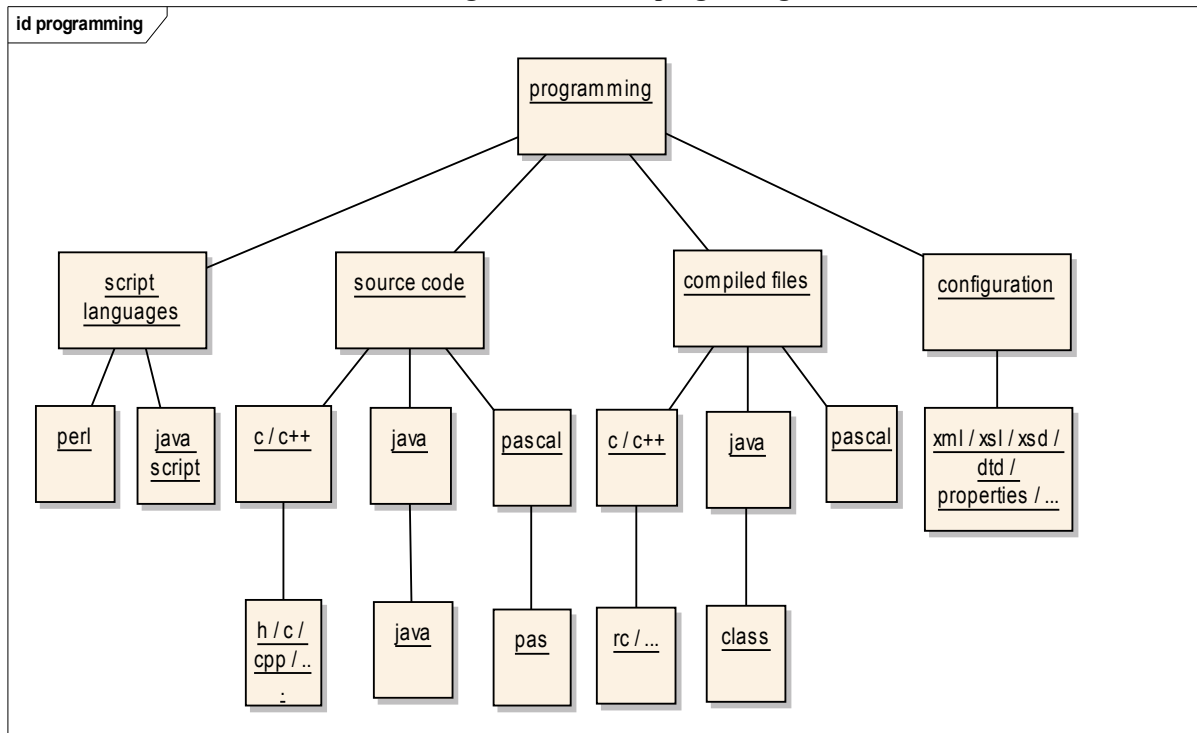 id programming
programming
script
languages
source code
compiled files
configuration
perl
java
script
c / c++
java
pascal
c / c++
java
pascal
xml / xsl / xsd /
dtd /
properties / ...
h / c /
cpp / ..
.
java
pas
rc / ...
class